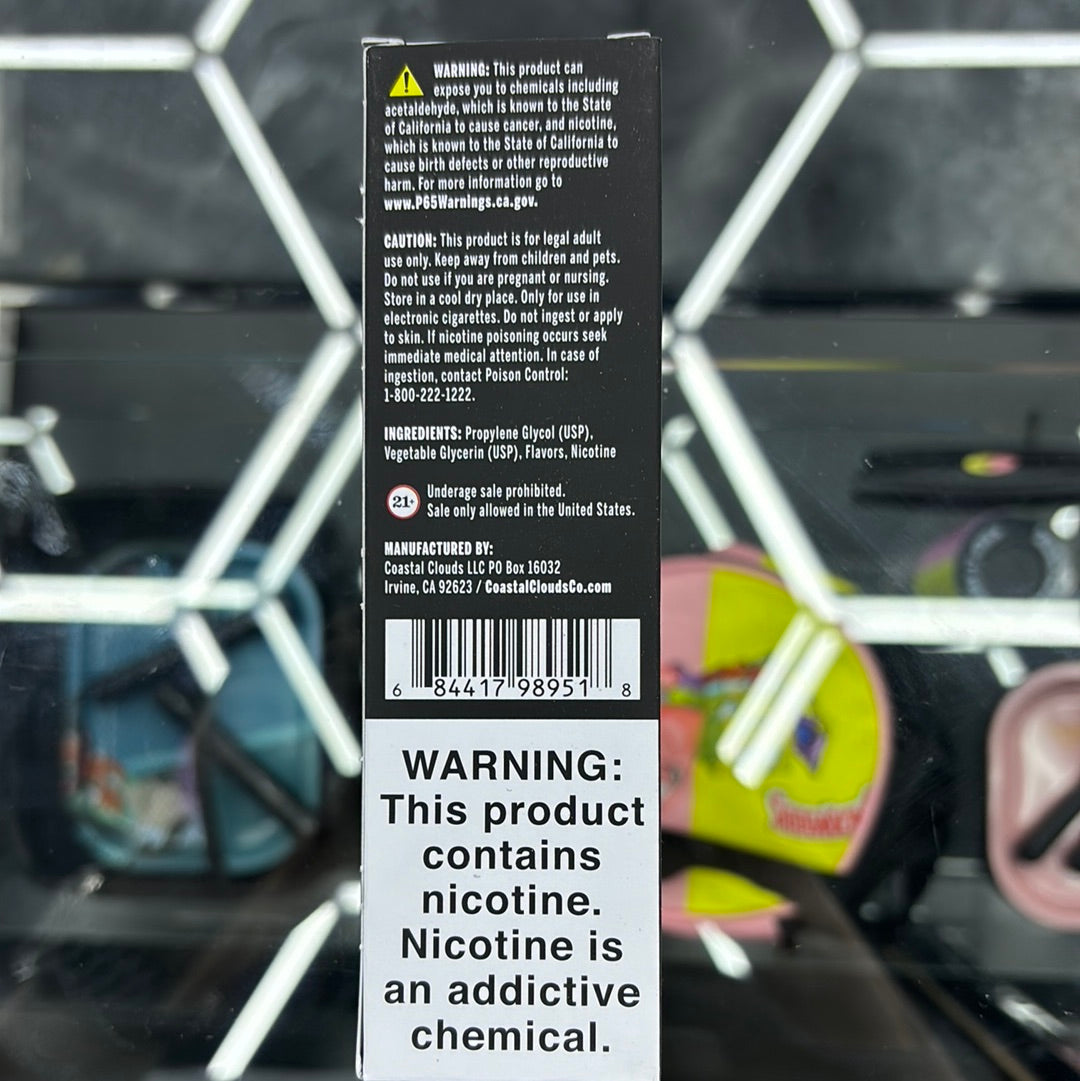 WARNING: This product can
expose you to chemicals including
acetaldehyde, which is known to the State
of California to cause cancer, and nicotine,
which is known to the State of California to
cause birth defects or other reproductive
harm. For more information go to
www.P65Warnings.ca.gov.
CAUTION: This product is for legal adult
use only. Keep away from children and pets.
Do not use if you are pregnant or nursing.
Store in a cool dry place. Only for use in
electronic cigarettes. Do not ingest or apply
to skin. If nicotine poisoning occurs seek
immediate medical attention. In case of
ingestion, contact Poison Control:
1-800-222-1222.
INGREDIENTS: Propylene Glycol (USP),
Vegetable Glycerin (USP), Flavors, Nicotine
21+
Underage sale prohibited.
Sale only allowed in the United States.
MANUFACTURED BY:
Coastal Clouds LLC PO Box 16032
Irvine, CA 92623 / CoastalCloudsCo.com
6 84417 98951 8
WARNING:
This product
contains
nicotine.
Nicotine is
an addictive
chemical.